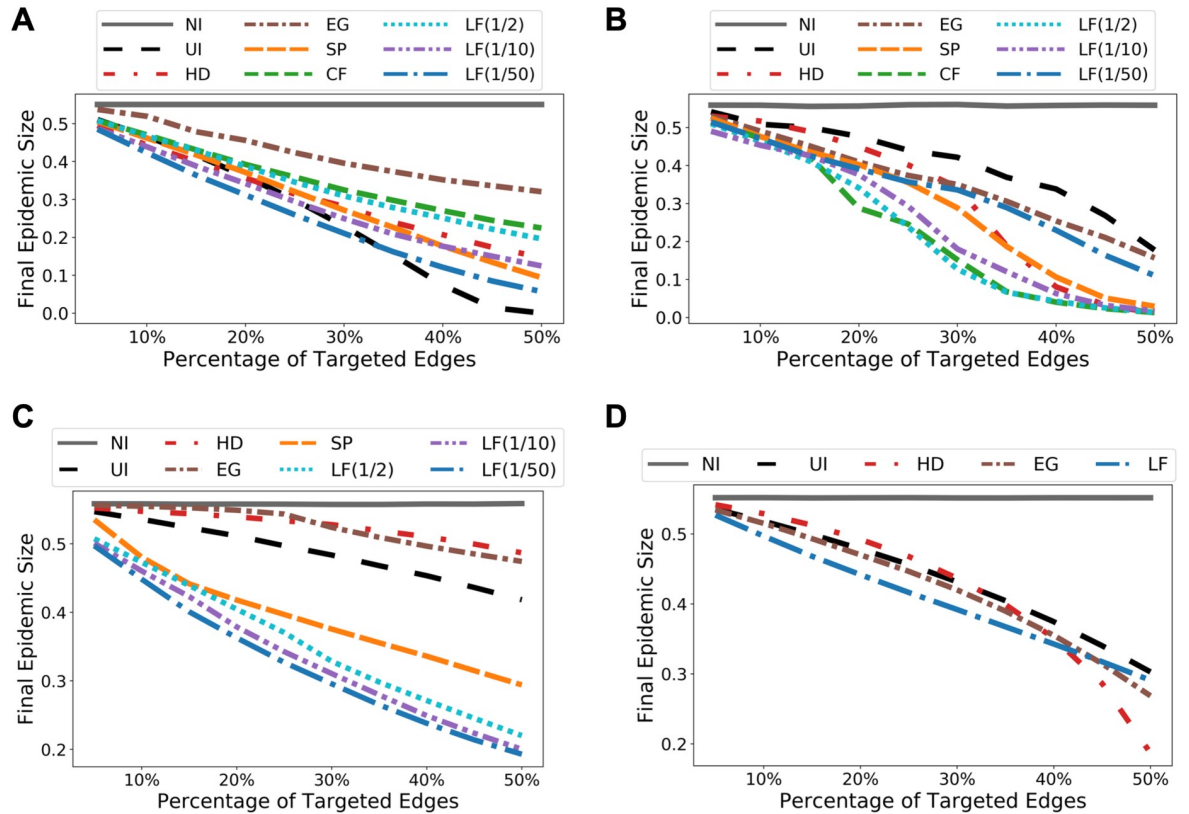 A
NI EG LF(1/2)
UI SP LF(1/10)
HD CF LF(1/50)
Final Epidemic Size
0.5
0.4
0.3
0.2
0.1
0.0
10% 20% 30% 40% 50%
Percentage of Targeted Edges
B
NI EG LF(1/2)
UI SP LF(1/10)
HD CF LF(1/50)
Final Epidemic Size
0.5
0.4
0.3
0.2
0.1
0.0
10% 20% 30% 40% 50%
Percentage of Targeted Edges
C
NI HD SP LF(1/10)
UI EG LF(1/2) LF(1/50)
Final Epidemic Size
0.5
0.4
0.3
0.2
10% 20% 30% 40% 50%
Percentage of Targeted Edges
D
NI UI HD EG LF
Final Epidemic Size
0.5
0.4
0.3
0.2
10% 20% 30% 40% 50%
Percentage of Targeted Edges